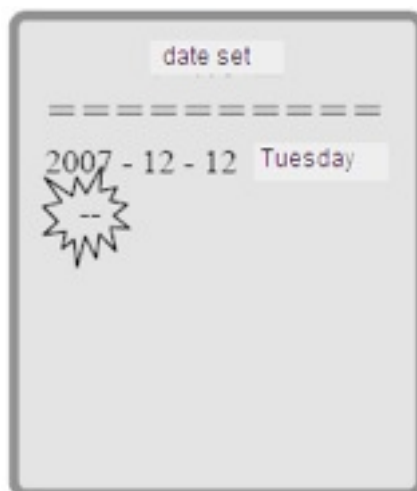 date set
==========
2007 - 12 - 12 Tuesday
--